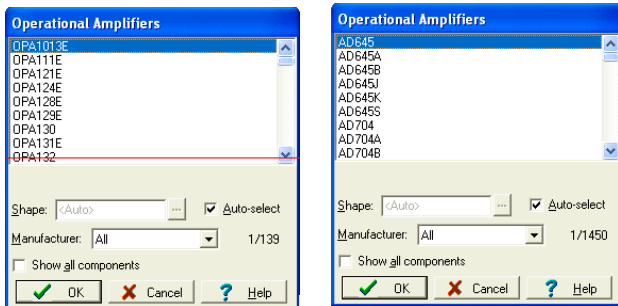 Operational Amplifiers
OPA1013E
OPA111E
OPA121E
OPA124E
OPA128E
OPA129E
OPA130
OPA131E
OPA132
Shape: <Auto> ... Auto-select
Manufacturer: All 1/139
Show all components
OK Cancel ? Help
Operational Amplifiers
AD645
AD645A
AD645B
AD645J
AD645K
AD645S
AD704
AD704A
AD704B
Shape: <Auto> ... Auto-select
Manufacturer: All 1/1450
Show all components
OK Cancel ? Help